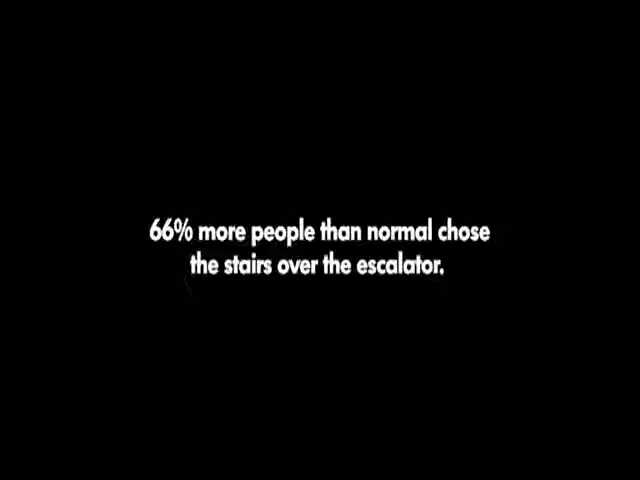 66% more people than normal chose
the stairs over the escalator.